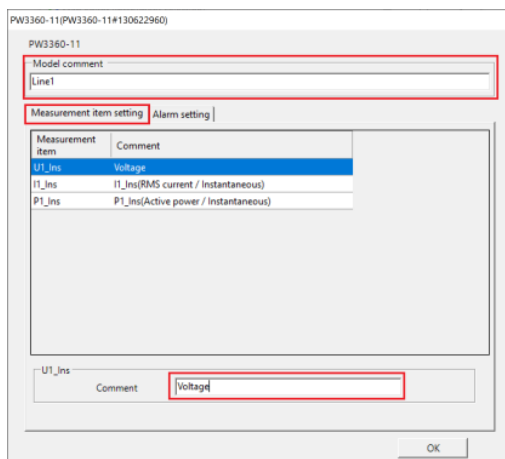 PW3360-11(PW3360-11#130622960)
PW3360-11
Model comment
Line1
Measurement item setting Alarm setting
Measurement item Comment
U1_Ins Voltage
I1_Ins I1_Ins(RMS current / Instantaneous)
P1_Ins P1_Ins(Active power / Instantaneous)
U1_Ins
Comment Voltage
OK